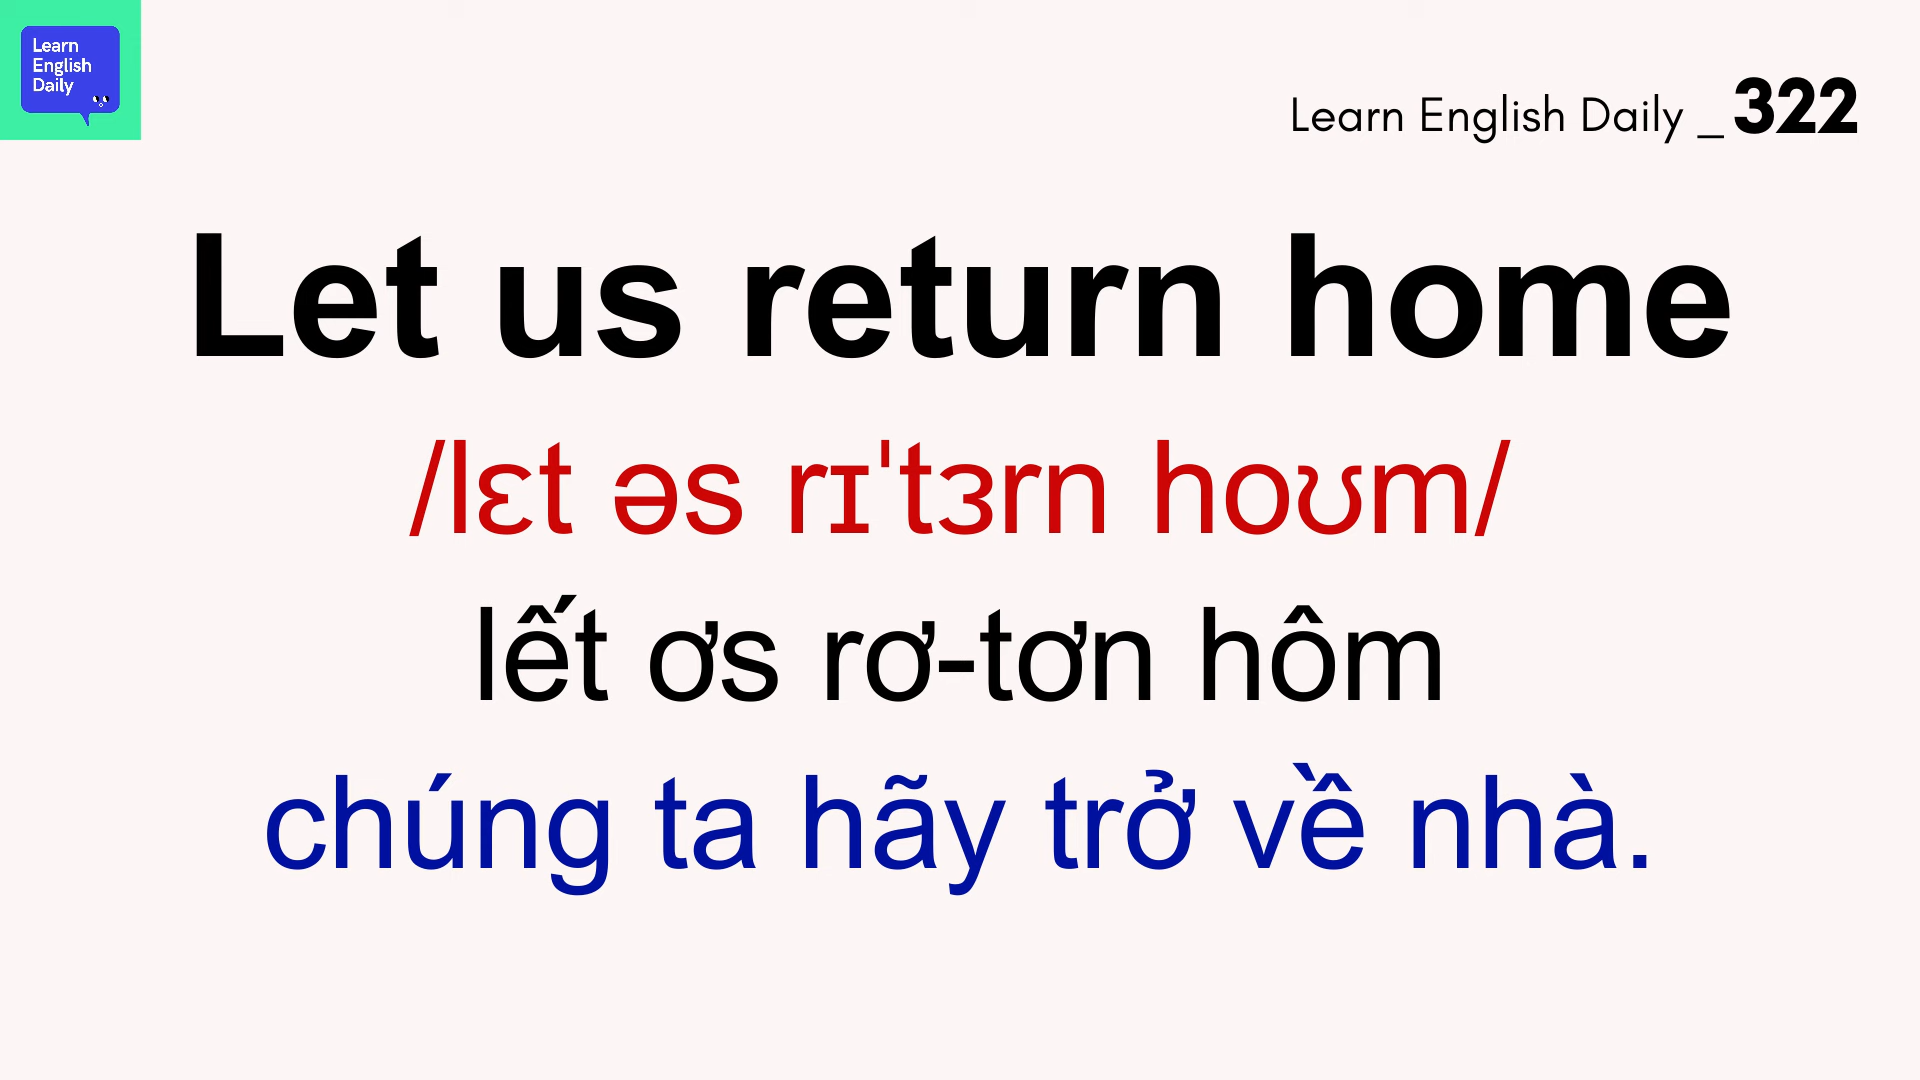 Learn
English
Daily
Learn English Daily _ 322
Let us return home
/lɛt əs rɪˈtɜrn hoʊm/
lết ơs rơ-tơn hôm
chúng ta hãy trở về nhà.